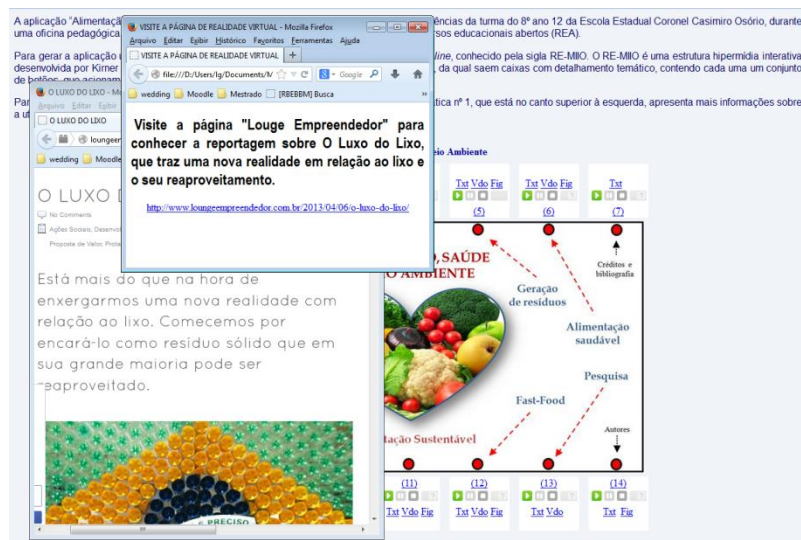 A aplicação "Alimentaçã
ências da turma do 8º ano 12 da Escola Estadual Coronel Casimiro Osório, durante
uma oficina pedagógica
sos educacionais abertos (REA).
Para gerar a aplicação
line, conhecido pela sigla RE-MIIO. O RE-MIIO é uma estrutura hipermídia interativa
desenvolvida por Kirner
, da qual saem caixas com detalhamento temático, contendo cada uma um conjunto
de botões, que acionam
Par
tica nº 1, que está no canto superior à esquerda, apresenta mais informações sobre
a ut
VISITE A PÁGINA DE REALIDADE VIRTUAL - Mozilla Firefox
Arquivo Editar Exibir Histórico Favoritos Ferramentas Ajuda
VISITE A PÁGINA DE REALIDADE VIRTUAL +
file:///D:/Users/lg/Documents/M
Google
wedding Moodle Mestrado [RBEBBM] Busca
Visite a página "Louge Empreendedor" para
conhecer a reportagem sobre O Luxo do Lixo,
que traz uma nova realidade em relação ao lixo e
o seu reaproveitamento.
http://www.loungeempreendedor.com.br/2013/04/06/o-luxo-do-lixo/
O LUXO DO LIXO - M
Arquivo Editar Exibir
O LUXO DO LIXO
loungeem
wedding Moodle
O LUXO D
No Comments
Ações Sociais, Desenvol
Proposta de Valor, Prote
Está mais do que na hora de
enxergarmos uma nova realidade com
relação ao lixo. Comecemos por
encará-lo como resíduo sólido que em
sua grande maioria pode ser
reaproveitado.
É PRECISO
eio Ambiente
Txt Vdo Fig
Txt Vdo Fig
Txt
(5)
(6)
(7)
O, SAÚDE
O AMBIENTE
Créditos e
bibliografia
Geração
de resíduos
Alimentação
saudável
Pesquisa
Fast-Food
Autores
tação Sustentável
(11)
(12)
(13)
(14)
Txt Vdo Fig
Txt Vdo Fig
Txt Vdo
Txt Fig